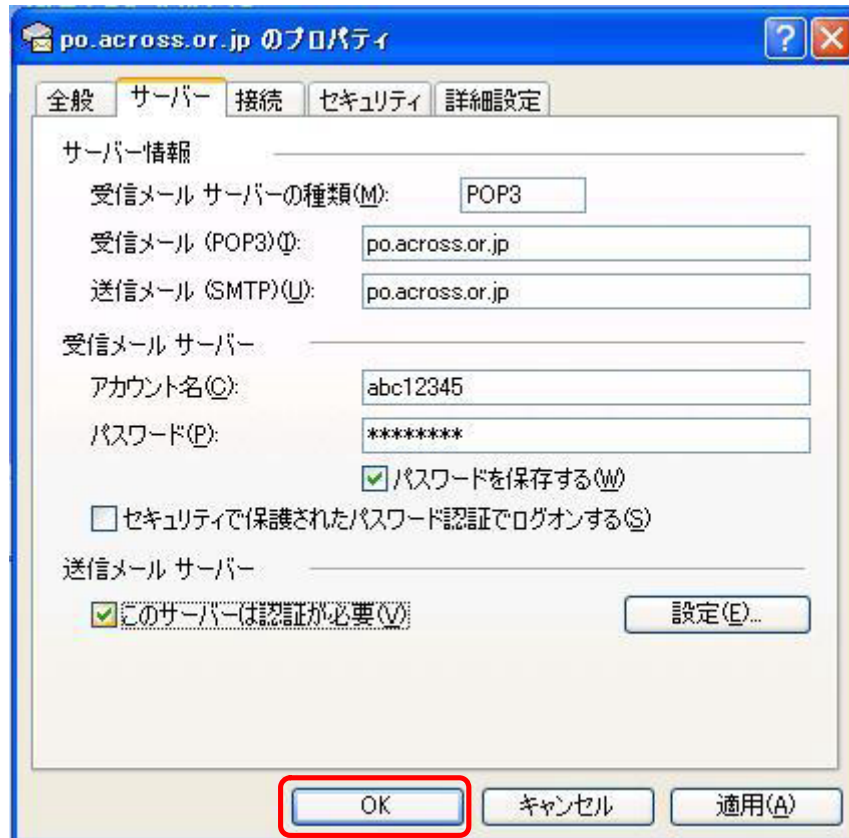 po.across.or.jp のプロパティ
全般 サーバー 接続 セキュリティ 詳細設定
サーバー情報
受信メール サーバーの種類(M): POP3
受信メール (POP3)(I): po.across.or.jp
送信メール (SMTP)(U): po.across.or.jp
受信メール サーバー
アカウント名(C): abc12345
パスワード(P): ********
パスワードを保存する(W)
セキュリティで保護されたパスワード認証でログオンする(S)
送信メール サーバー
このサーバーは認証が必要(V) 設定(E)...
OK キャンセル 適用(A)